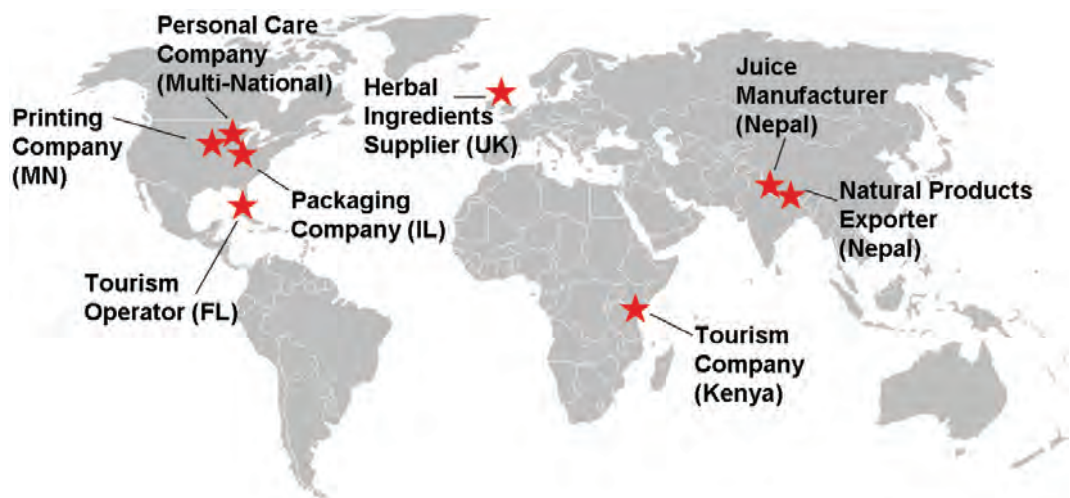 Personal Care
Company
(Multi-National)
Printing
Company
(MN)
Herbal
Ingredients
Supplier (UK)
Juice
Manufacturer
(Nepal)
Packaging
Company (IL)
Natural Products
Exporter
(Nepal)
Tourism
Operator (FL)
Tourism
Company
(Kenya)